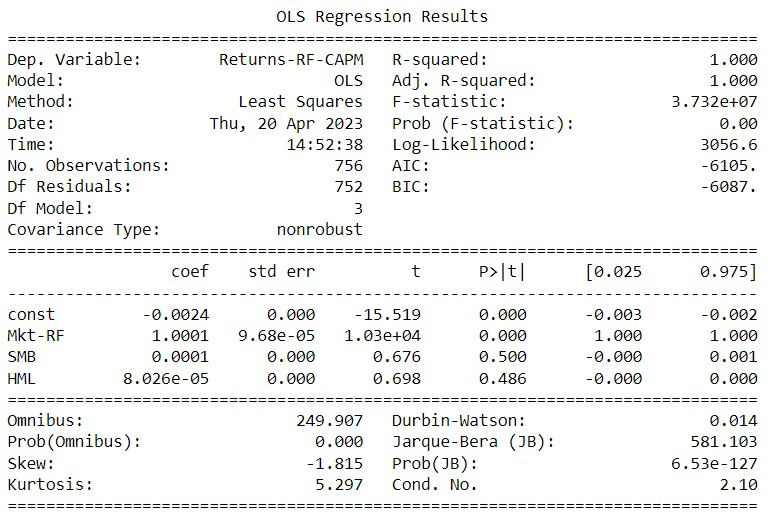 OLS Regression Results
==============================================================================
Dep. Variable:        Returns-RF-CAPM   R-squared:                       1.000
Model:                            OLS   Adj. R-squared:                  1.000
Method:                 Least Squares   F-statistic:                 3.732e+07
Date:                Thu, 20 Apr 2023   Prob (F-statistic):               0.00
Time:                        14:52:38   Log-Likelihood:                 3056.6
No. Observations:                 756   AIC:                            -6105.
Df Residuals:                     752   BIC:                            -6087.
Df Model:                           3
Covariance Type:            nonrobust
==============================================================================
                 coef    std err          t      P>|t|      [0.025      0.975]
------------------------------------------------------------------------------
const         -0.0024      0.000    -15.519      0.000      -0.003      -0.002
Mkt-RF         1.0001   9.68e-05   1.03e+04      0.000       1.000       1.000
SMB            0.0001      0.000      0.676      0.500      -0.000       0.001
HML         8.026e-05      0.000      0.698      0.486      -0.000       0.000
==============================================================================
Omnibus:                      249.907   Durbin-Watson:                   0.014
Prob(Omnibus):                  0.000   Jarque-Bera (JB):              581.103
Skew:                          -1.815   Prob(JB):                    6.53e-127
Kurtosis:                       5.297   Cond. No.                         2.10
==============================================================================